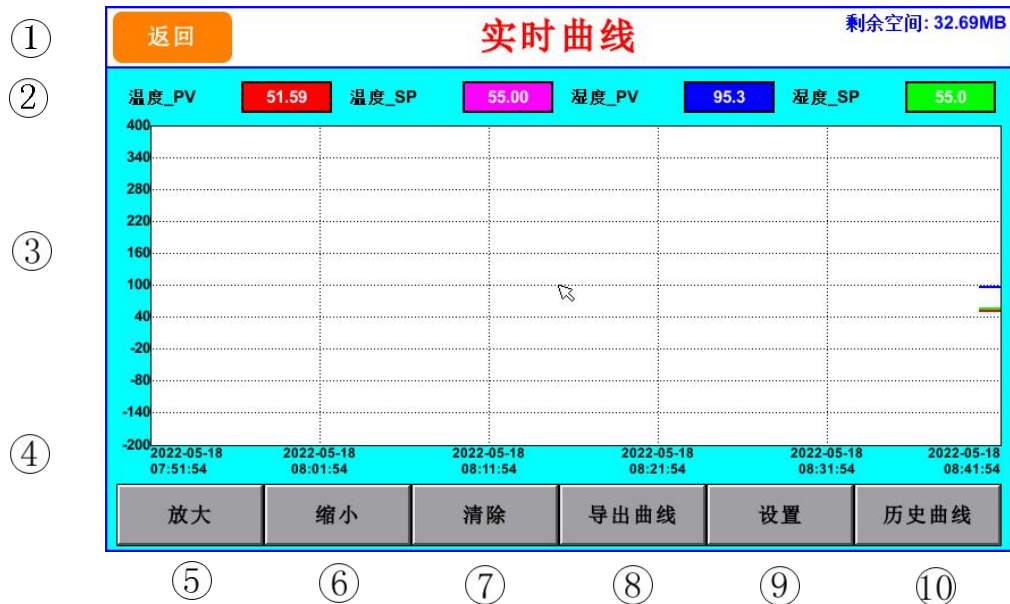 ① 返回 实时曲线 剩余空间: 32.69MB
② 温度_PV 51.59 温度_SP 55.00 湿度_PV 95.3 湿度_SP 55.0
400
340
280
220
③ 160
100
40
-20
-80
-140
④ -200
2022-05-18 2022-05-18 2022-05-18 2022-05-18 2022-05-18 2022-05-18
07:51:54 08:01:54 08:11:54 08:21:54 08:31:54 08:41:54
放大 缩小 清除 导出曲线 设置 历史曲线
⑤ ⑥ ⑦ ⑧ ⑨ ⑩